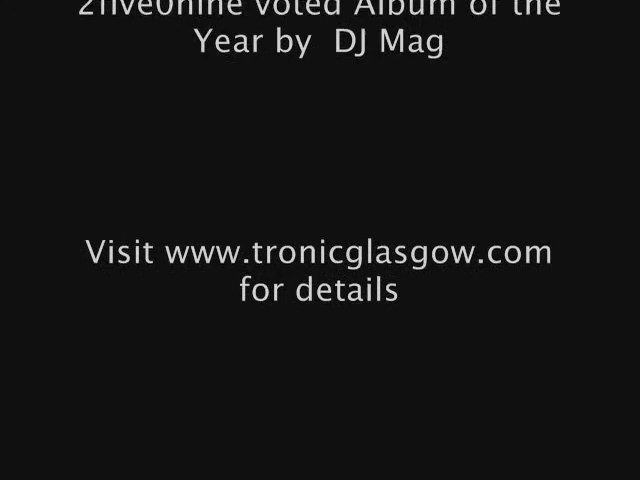 2five0nine voted Album of the
Year by  DJ Mag
Visit www.tronicglasgow.com
for details